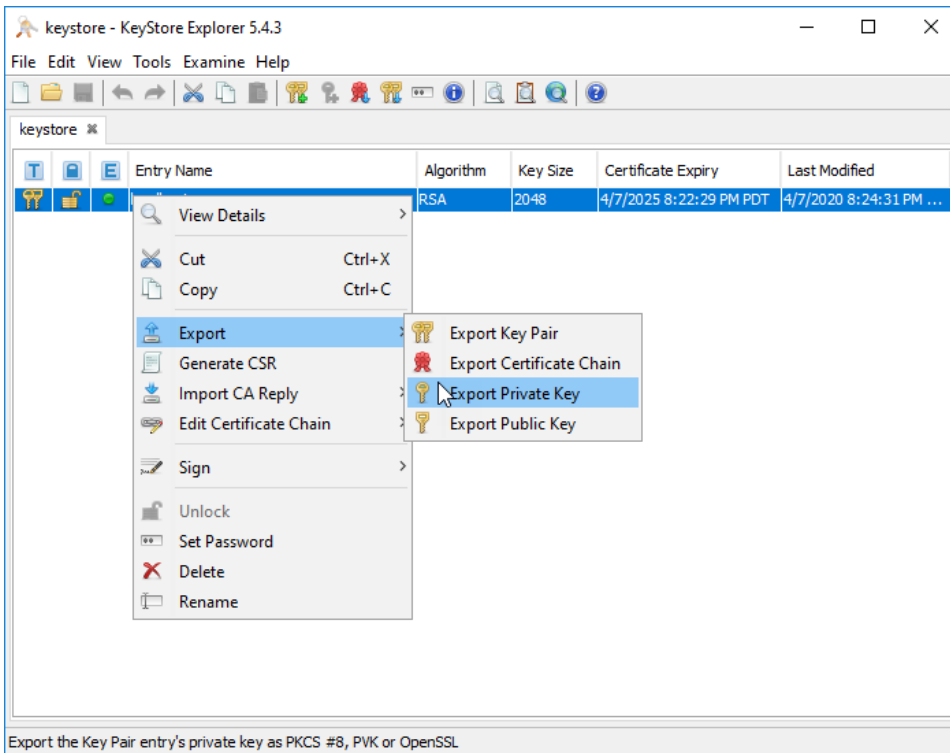 keystore - KeyStore Explorer 5.4.3
File Edit View Tools Examine Help
keystore
T E Entry Name Algorithm Key Size Certificate Expiry Last Modified
RSA 2048 4/7/2025 8:22:29 PM PDT 4/7/2020 8:24:31 PM ...
View Details
Cut Ctrl+X
Copy Ctrl+C
Export
Generate CSR
Import CA Reply
Edit Certificate Chain
Sign
Unlock
Set Password
Delete
Rename
Export Key Pair
Export Certificate Chain
Export Private Key
Export Public Key
Export the Key Pair entry's private key as PKCS #8, PVK or OpenSSL